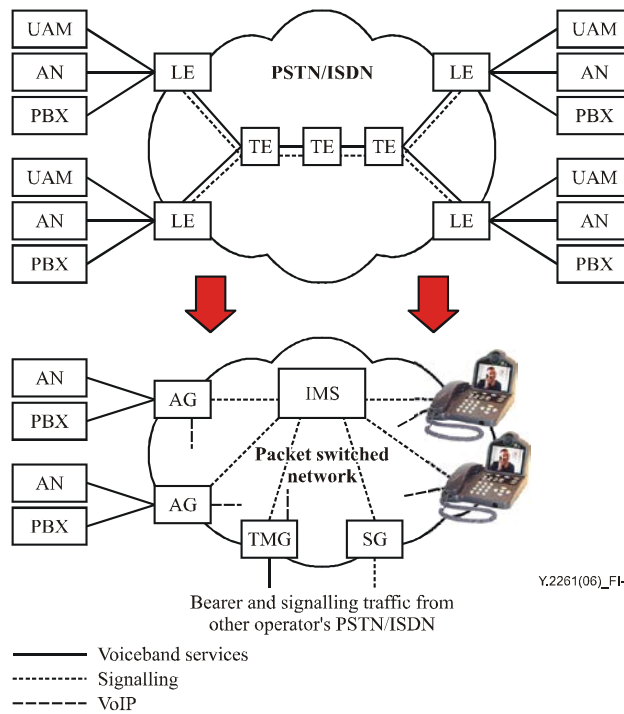 UAM
UAM
LE
PSTN/ISDN
LE
AN
AN
PBX
PBX
TE
TE
TE
UAM
UAM
AN
LE
LE
AN
PBX
PBX
AN
IMS
AG
PBX
Packet switched
network
AN
AG
PBX
TMG
SG
Y.2261(06)_FI-
Bearer and signalling traffic from
other operator's PSTN/ISDN
Voiceband services
Signalling
VoIP